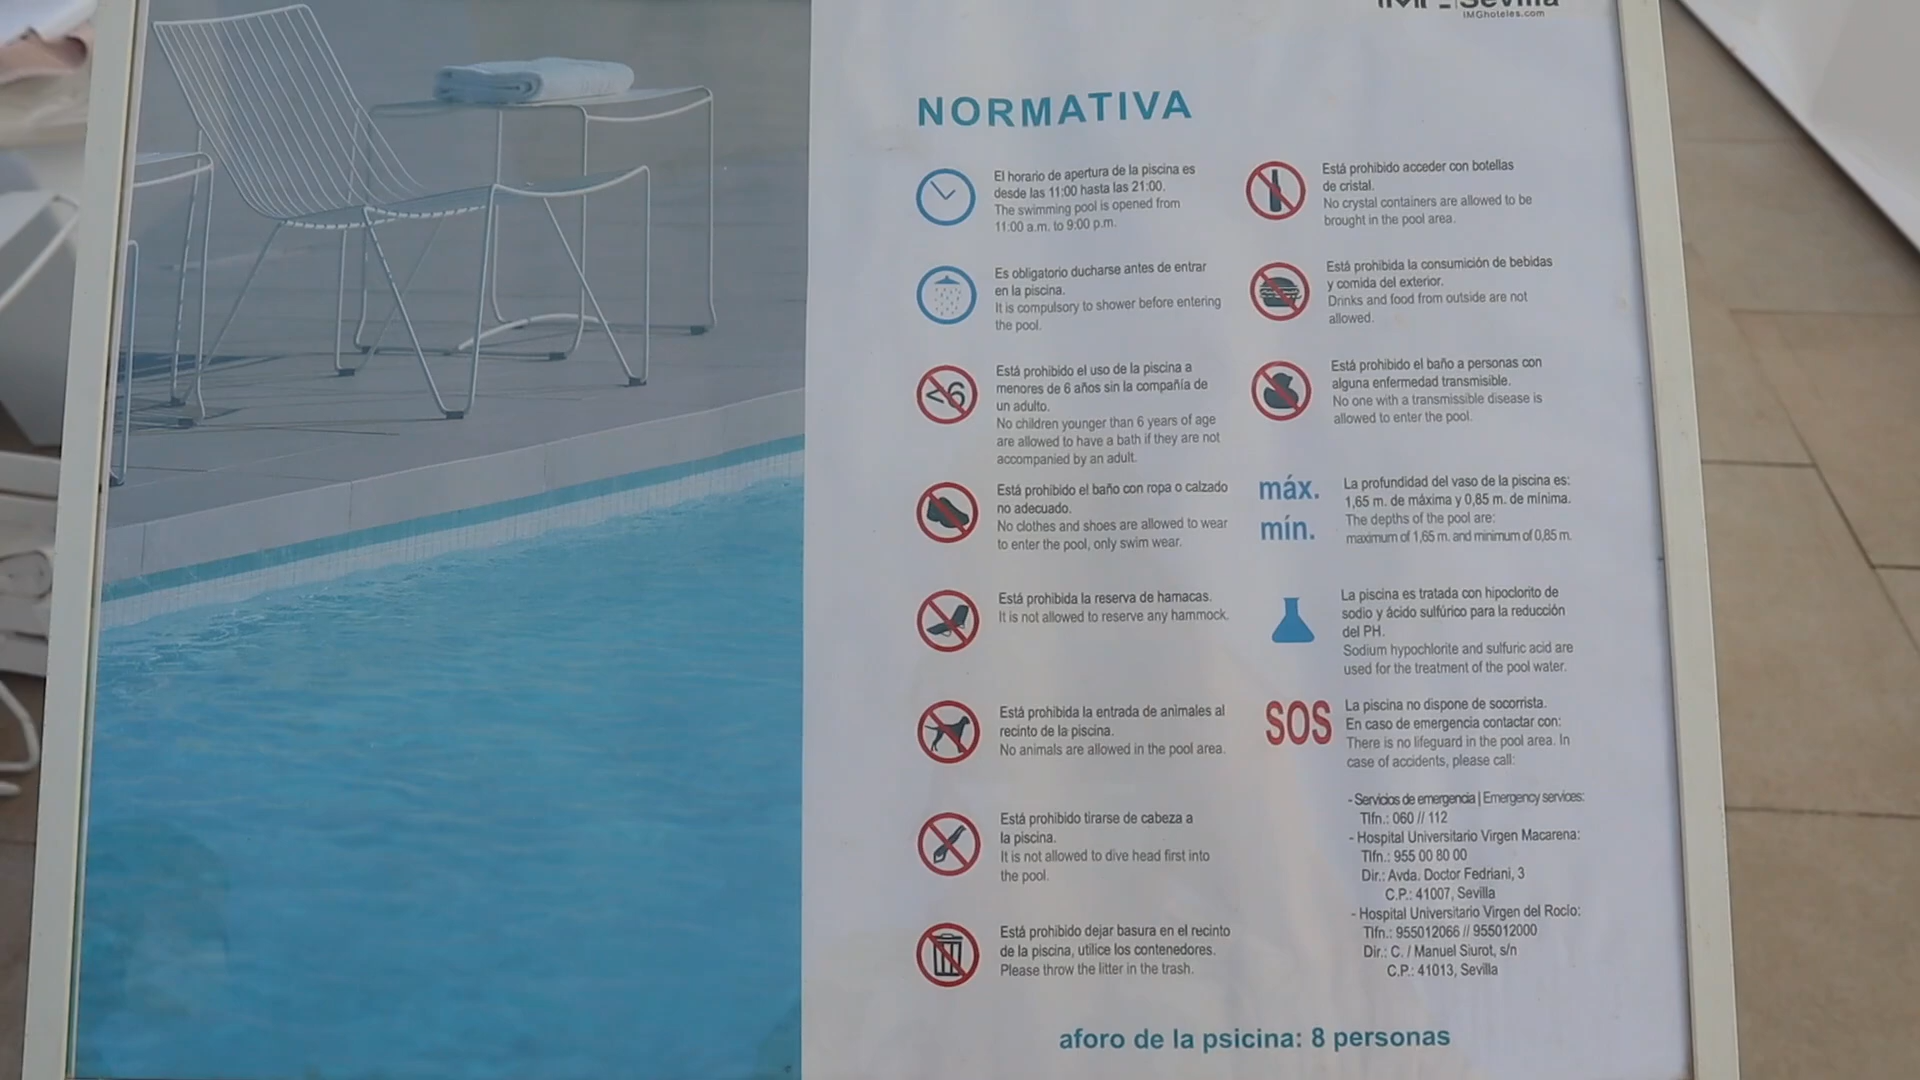 Sevilla
IMGhoteles.com
NORMATIVA
El horario de apertura de la piscina es
desde las 11:00 hasta las 21:00.
The swimming pool is opened from
11:00 a.m. to 9:00 p.m.
Es obligatorio ducharse antes de entrar
en la piscina.
It is compulsory to shower before entering
the pool.
<6
Está prohibido el uso de la piscina a
menores de 6 años sin la compañía de
un adulto.
No children younger than 6 years of age
are allowed to have a bath if they are not
accompanied by an adult.
Está prohibido el baño con ropa o calzado
no adecuado.
No clothes and shoes are allowed to wear
to enter the pool, only swim wear.
Está prohibida la reserva de hamacas.
It is not allowed to reserve any hammock.
Está prohibida la entrada de animales al
recinto de la piscina.
No animals are allowed in the pool area.
Está prohibido tirarse de cabeza a
la piscina.
It is not allowed to dive head first into
the pool.
Está prohibido dejar basura en el recinto
de la piscina, utilice los contenedores.
Please throw the litter in the trash.
Está prohibido acceder con botellas
de cristal.
No crystal containers are allowed to be
brought in the pool area.
Está prohibida la consumición de bebidas
y comida del exterior.
Drinks and food from outside are not
allowed.
Está prohibido el baño a personas con
alguna enfermedad transmisible.
No one with a transmissible disease is
allowed to enter the pool.
máx.
mín.
La profundidad del vaso de la piscina es:
1,65 m. de máxima y 0,85 m. de mínima.
The depths of the pool are:
maximum of 1,65 m. and minimum of 0,85 m.
La piscina es tratada con hipoclorito de
sodio y ácido sulfúrico para la reducción
del PH.
Sodium hypochlorite and sulfuric acid are
used for the treatment of the pool water.
SOS
La piscina no dispone de socorrista.
En caso de emergencia contactar con:
There is no lifeguard in the pool area. In
case of accidents, please call:
- Servicios de emergencia | Emergency services:
Tlfn.: 060 // 112
- Hospital Universitario Virgen Macarena:
Tlfn.: 955 00 80 00
Dir.: Avda. Doctor Fedriani, 3
C.P.: 41007, Sevilla
- Hospital Universitario Virgen del Rocío:
Tlfn.: 955012066 // 955012000
Dir.: C. / Manuel Siurot, s/n
C.P.: 41013, Sevilla
aforo de la psicina: 8 personas